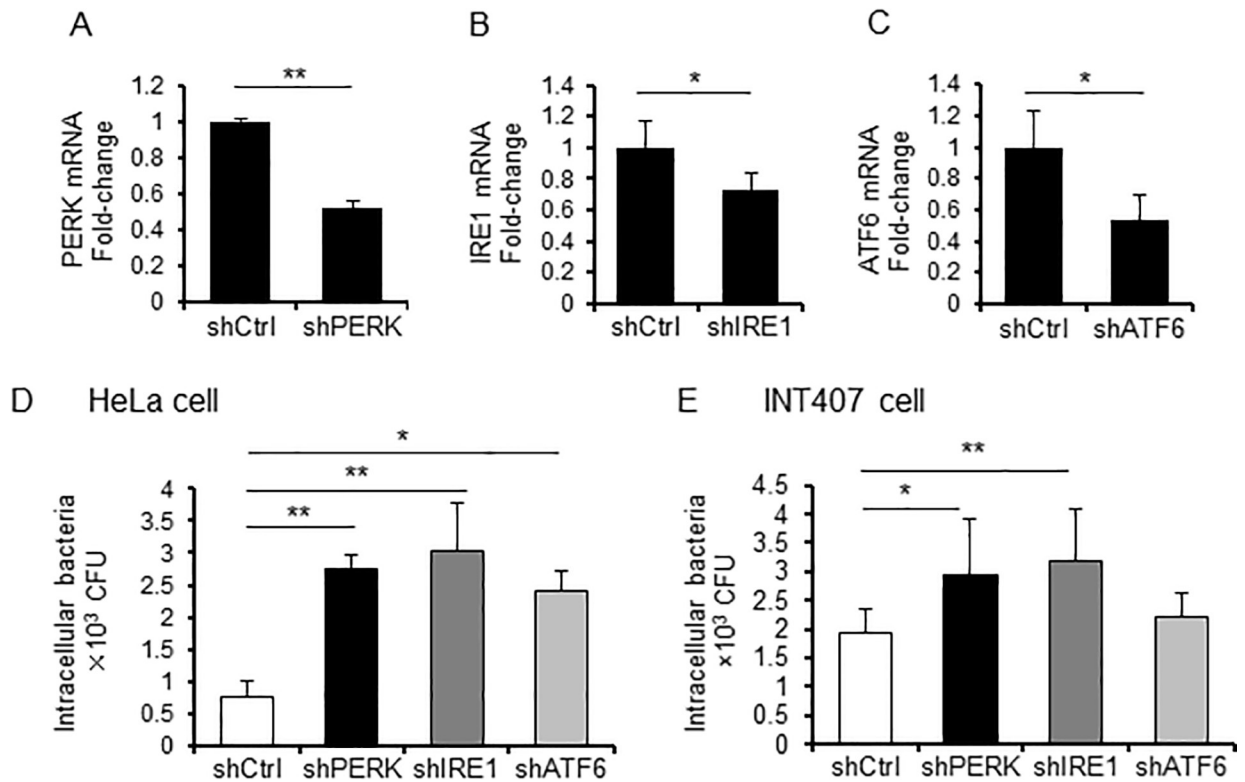 A
PERK mRNA
Fold-change
**
1.2
1
0.8
0.6
0.4
0.2
0
shCtrl shPERK
B
IRE1 mRNA
Fold-change
*
1.4
1.2
1
0.8
0.6
0.4
0.2
0
shCtrl shIRE1
C
ATF6 mRNA
Fold-change
*
1.4
1.2
1
0.8
0.6
0.4
0.2
0
shCtrl shATF6
D HeLa cell
Intracellular bacteria
×10³ CFU
*
**
**
4
3.5
3
2.5
2
1.5
1
0.5
0
shCtrl shPERK shIRE1 shATF6
E INT407 cell
Intracellular bacteria
×10³ CFU
**
*
4.5
4
3.5
3
2.5
2
1.5
1
0.5
0
shCtrl shPERK shIRE1 shATF6